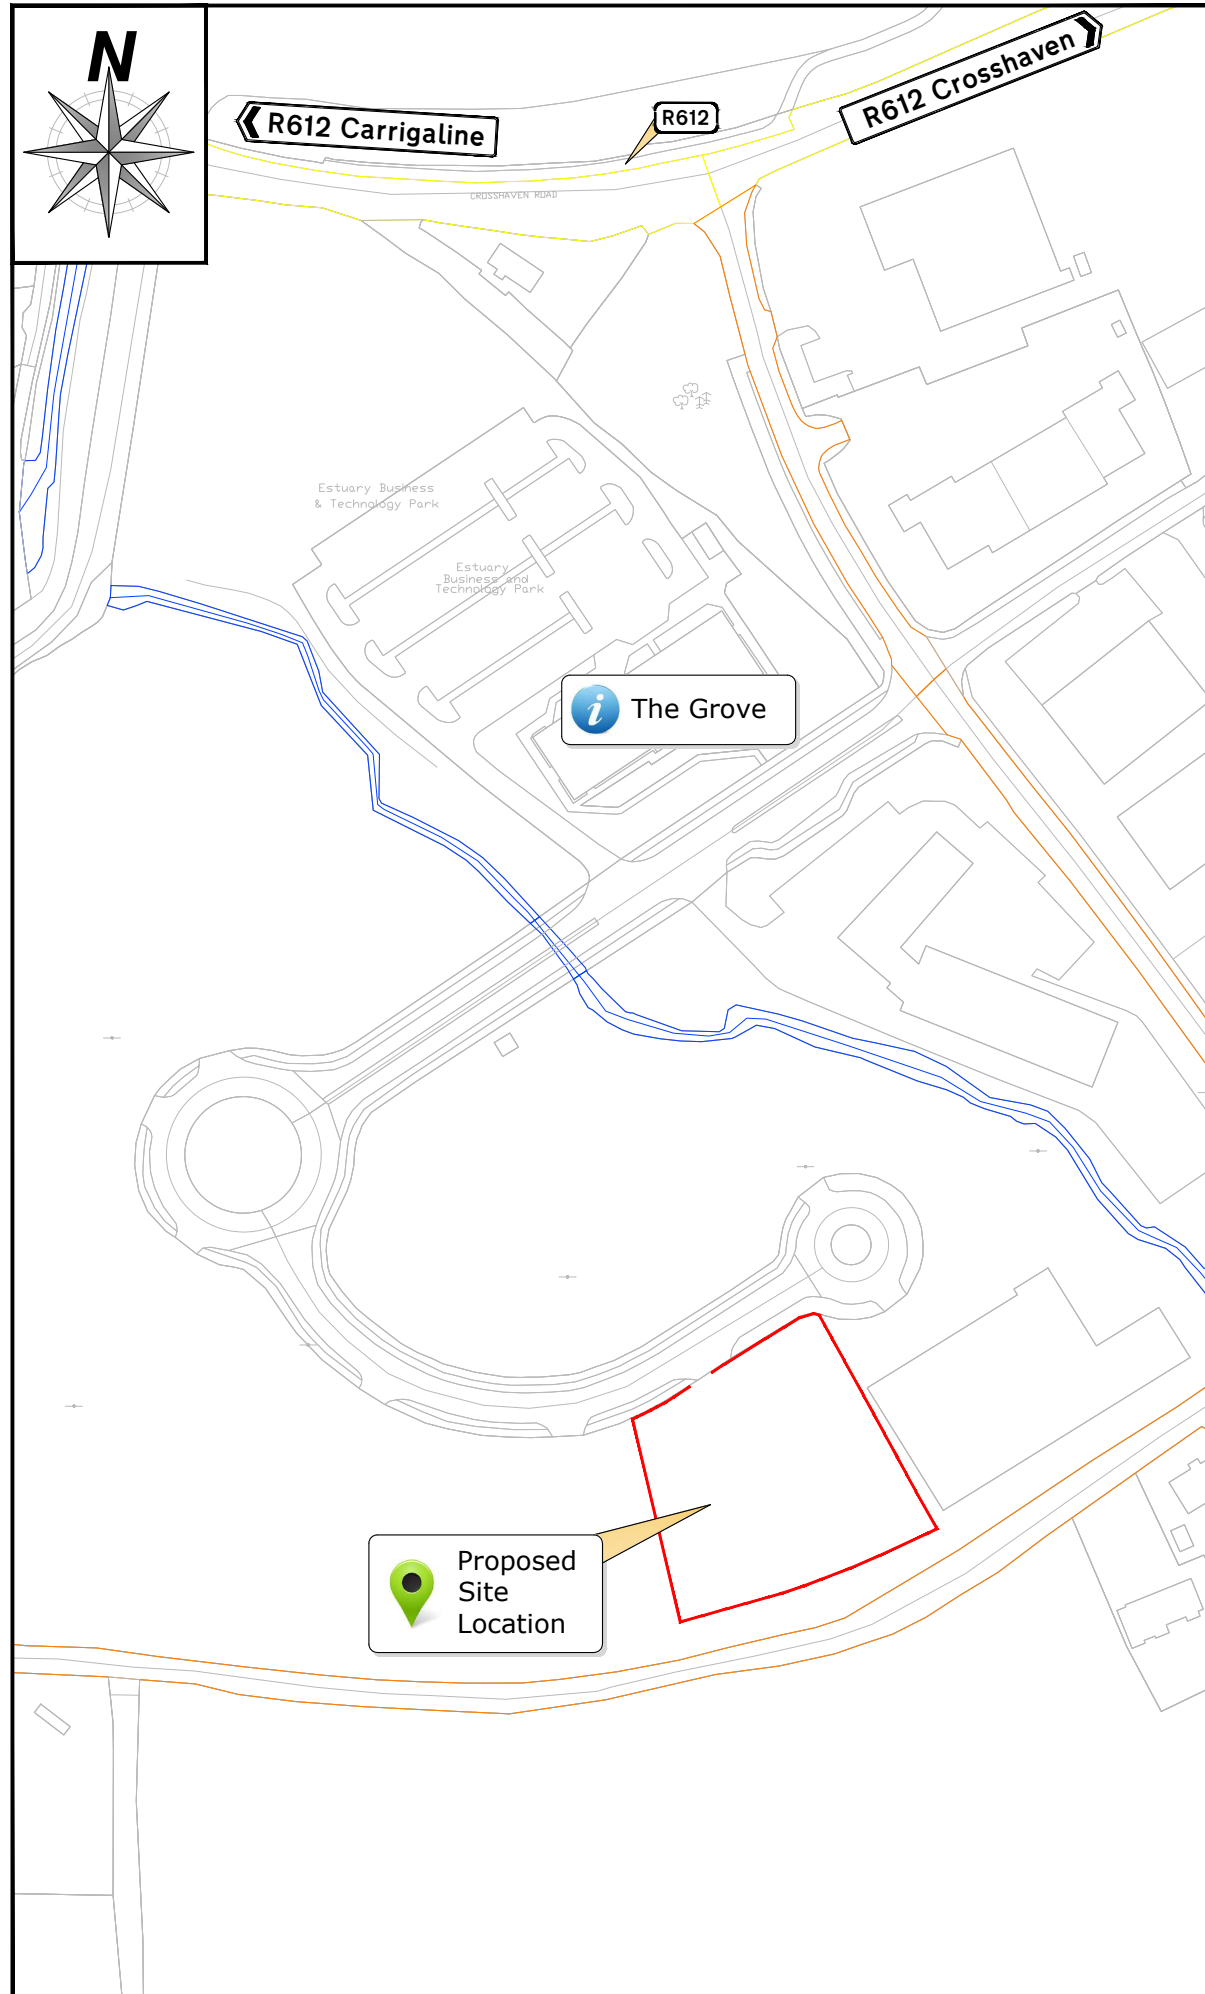 N
R612 Carrigaline
R612
R612 Crosshaven
CROSSHAVEN ROAD
Estuary Business
& Technology Park
Estuary
Business and
Technology Park
i The Grove
Proposed
Site
Location